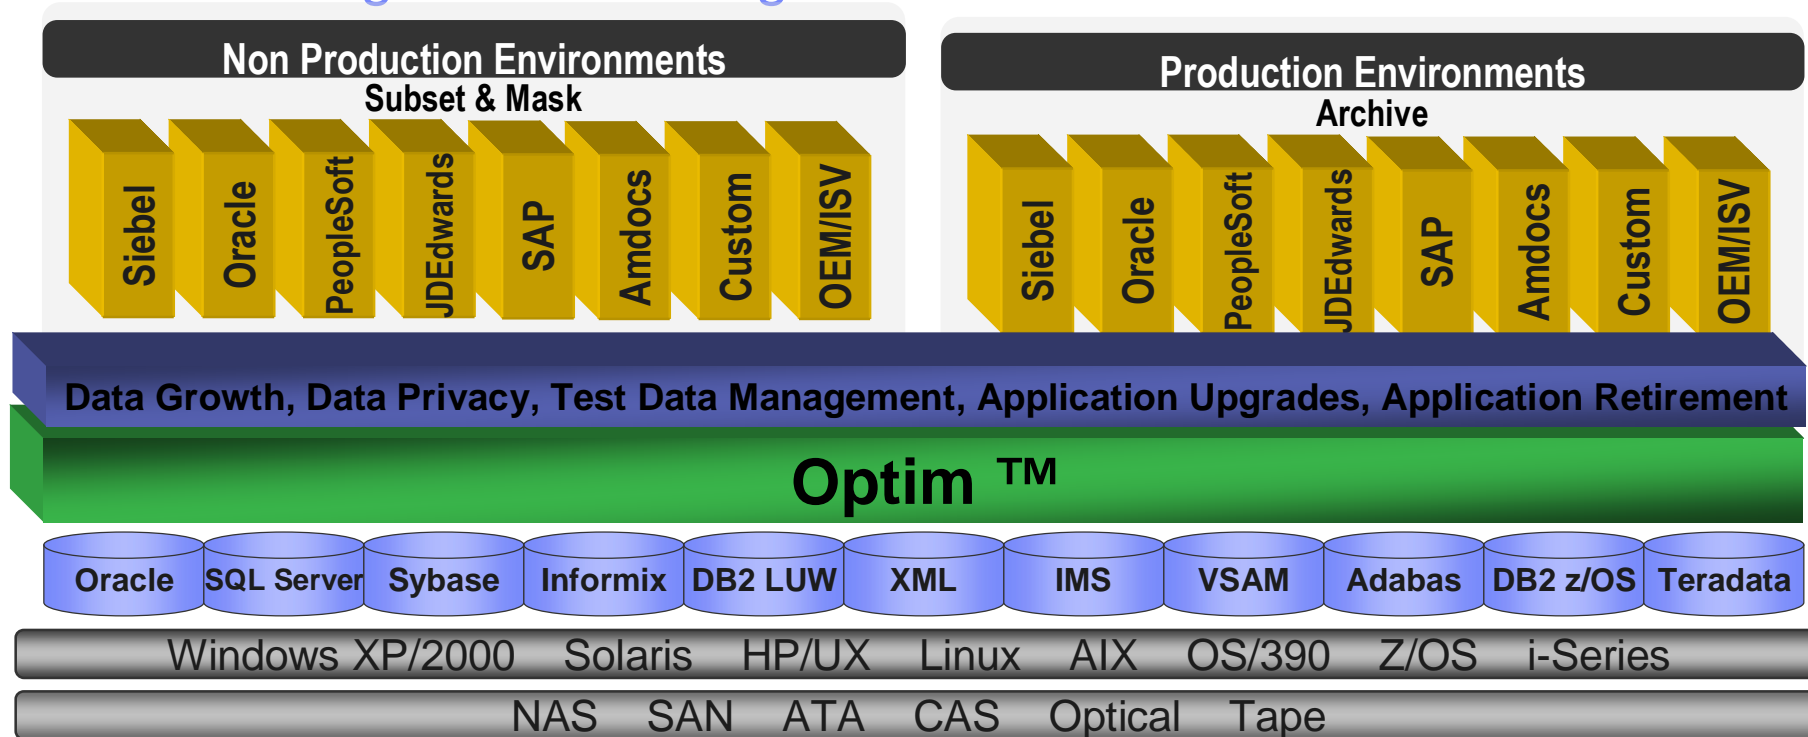 Non Production Environments
Subset & Mask
Siebel
Oracle
PeopleSoft
JDEdwards
SAP
Amdocs
Custom
OEM/ISV
Production Environments
Archive
Siebel
Oracle
PeopleSoft
JDEdwards
SAP
Amdocs
Custom
OEM/ISV
Data Growth, Data Privacy, Test Data Management, Application Upgrades, Application Retirement
Optim ™
Oracle SQL Server Sybase Informix DB2 LUW XML IMS VSAM Adabas DB2 z/OS Teradata
Windows XP/2000 Solaris HP/UX Linux AIX OS/390 Z/OS i-Series
NAS SAN ATA CAS Optical Tape